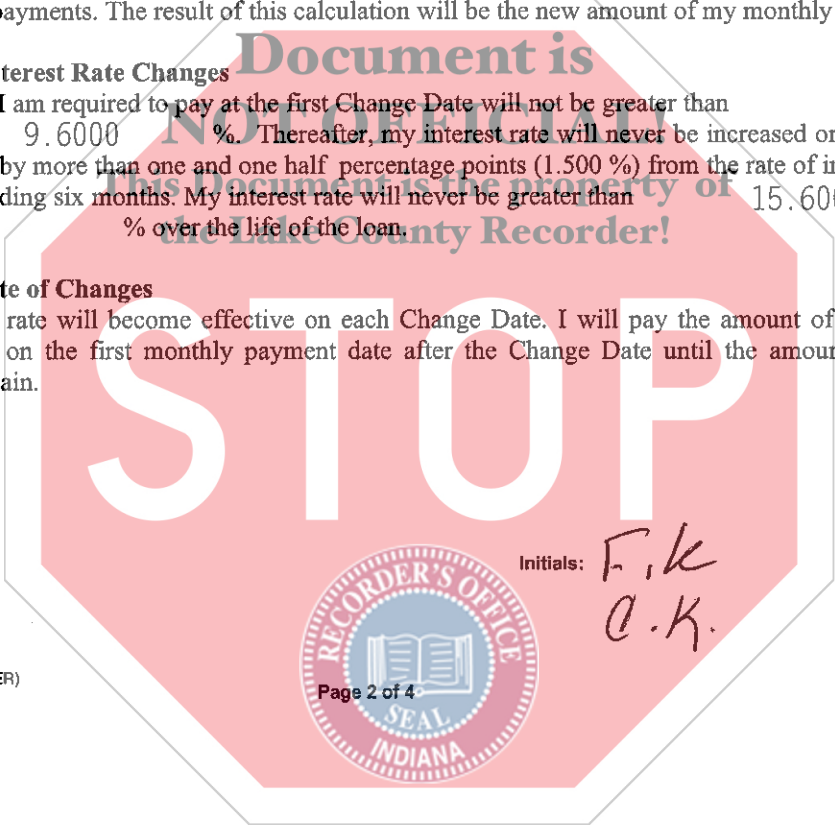 payments. The result of this calculation will be the new amount of my monthly
Document is
terest Rate Changes
I am required to pay at the first Change Date will not be greater than
NOT OFFICIAL!
9.6000 %. Thereafter, my interest rate will never be increased or
by more than one and one half percentage points (1.500 %) from the rate of in
This Document is the property of
ding six months. My interest rate will never be greater than 15.600
% over the life of the loan.
the Lake County Recorder!
te of Changes
rate will become effective on each Change Date. I will pay the amount of
on the first monthly payment date after the Change Date until the amoun
ain.
STOP
Initials: F.K
C.K.
RECORDER'S OFFICE
ER)
Page 2 of 4
SEAL
INDIANA